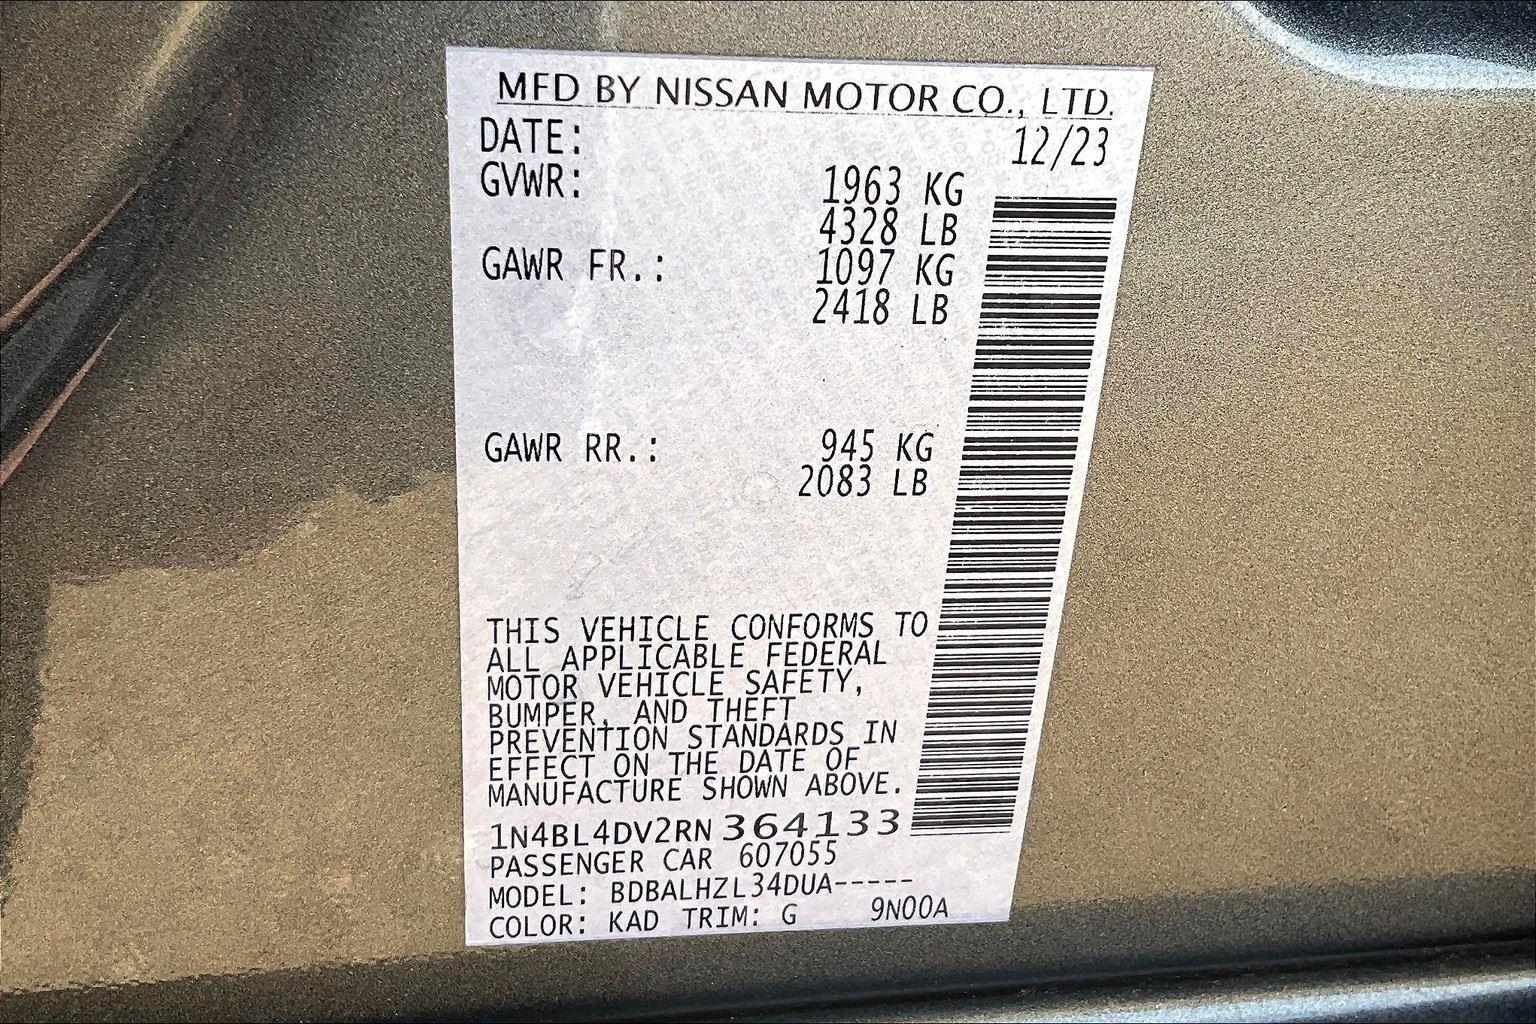 MFD BY NISSAN MOTOR CO., LTD.
DATE: 12/23
GVWR: 1963 KG
4328 LB
GAWR FR.: 1097 KG
2418 LB
GAWR RR.: 945 KG
2083 LB
THIS VEHICLE CONFORMS TO
ALL APPLICABLE FEDERAL
MOTOR VEHICLE SAFETY,
BUMPER, AND THEFT
PREVENTION STANDARDS IN
EFFECT ON THE DATE OF
MANUFACTURE SHOWN ABOVE.
1N4BL4DV2RN364133
PASSENGER CAR 607055
MODEL: BDBALHZL34DUA-----
COLOR: KAD TRIM: G 9N00A